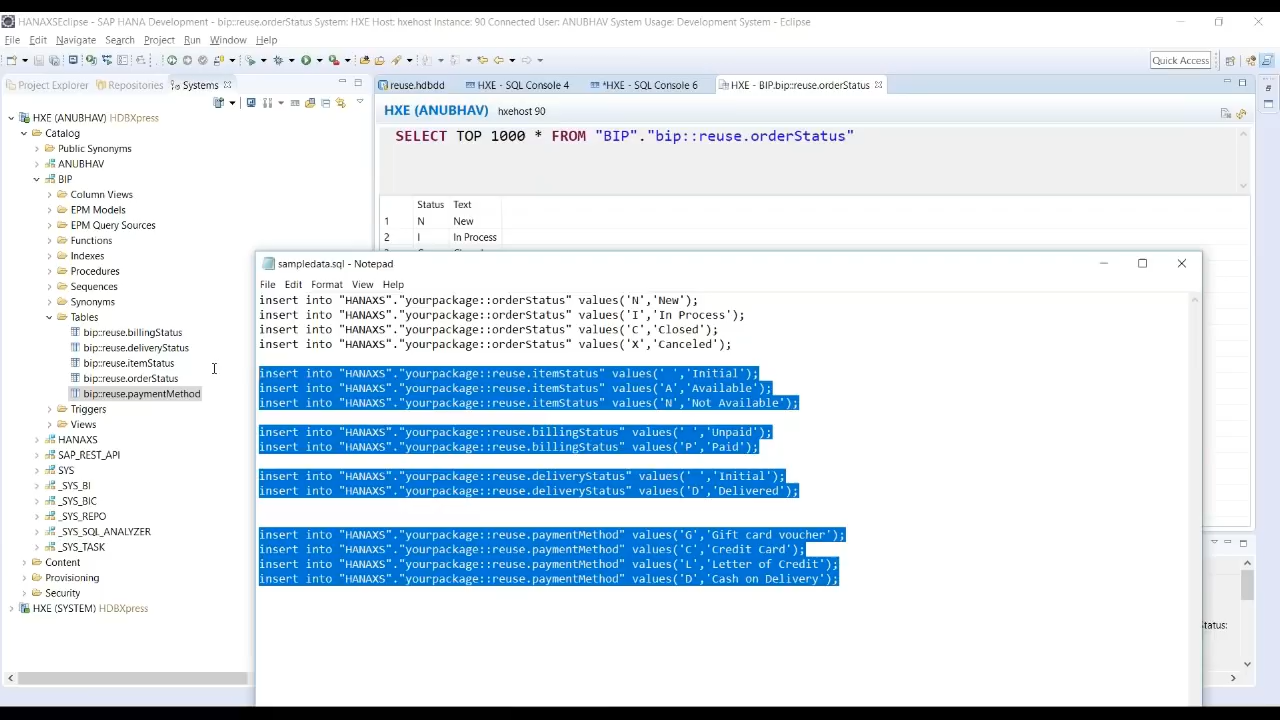 HANAXSEclipse - SAP HANA Development - bip::reuse.orderStatus System: HXE Host: hxehost Instance: 90 Connected User: ANUBHAV System Usage: Development System - Eclipse
File Edit Navigate Search Project Run Window Help
Quick Access
Project Explorer Repositories Systems
reuse.hdbdd HXE - SQL Console 4 *HXE - SQL Console 6 HXE - BIP.bip::reuse.orderStatus
HXE (ANUBHAV) HDBXpress
Catalog
Public Synonyms
ANUBHAV
BIP
Column Views
EPM Models
EPM Query Sources
Functions
Indexes
Procedures
Sequences
Synonyms
Tables
bip::reuse.billingStatus
bip::reuse.deliveryStatus
bip::reuse.itemStatus
bip::reuse.orderStatus
bip::reuse.paymentMethod
Triggers
Views
HANAXS
SAP_REST_API
SYS
_SYS_BI
_SYS_BIC
_SYS_REPO
_SYS_SQL_ANALYZER
_SYS_TASK
Content
Provisioning
Security
HXE (SYSTEM) HDBXpress
HXE (ANUBHAV) hxehost 90
SELECT TOP 1000 * FROM "BIP"."bip::reuse.orderStatus"
Status Text
1 N New
2 I In Process
sampledata.sql - Notepad
File Edit Format View Help
insert into "HANAXS"."yourpackage::orderStatus" values('N','New');
insert into "HANAXS"."yourpackage::orderStatus" values('I','In Process');
insert into "HANAXS"."yourpackage::orderStatus" values('C','Closed');
insert into "HANAXS"."yourpackage::orderStatus" values('X','Canceled');
insert into "HANAXS"."yourpackage::reuse.itemStatus" values(' ','Initial');
insert into "HANAXS"."yourpackage::reuse.itemStatus" values('A','Available');
insert into "HANAXS"."yourpackage::reuse.itemStatus" values('N','Not Available');
insert into "HANAXS"."yourpackage::reuse.billingStatus" values(' ','Unpaid');
insert into "HANAXS"."yourpackage::reuse.billingStatus" values('P','Paid');
insert into "HANAXS"."yourpackage::reuse.deliveryStatus" values(' ','Initial');
insert into "HANAXS"."yourpackage::reuse.deliveryStatus" values('D','Delivered');
insert into "HANAXS"."yourpackage::reuse.paymentMethod" values('G','Gift card voucher');
insert into "HANAXS"."yourpackage::reuse.paymentMethod" values('C','Credit Card');
insert into "HANAXS"."yourpackage::reuse.paymentMethod" values('L','Letter of Credit');
insert into "HANAXS"."yourpackage::reuse.paymentMethod" values('D','Cash on Delivery');
tatus: